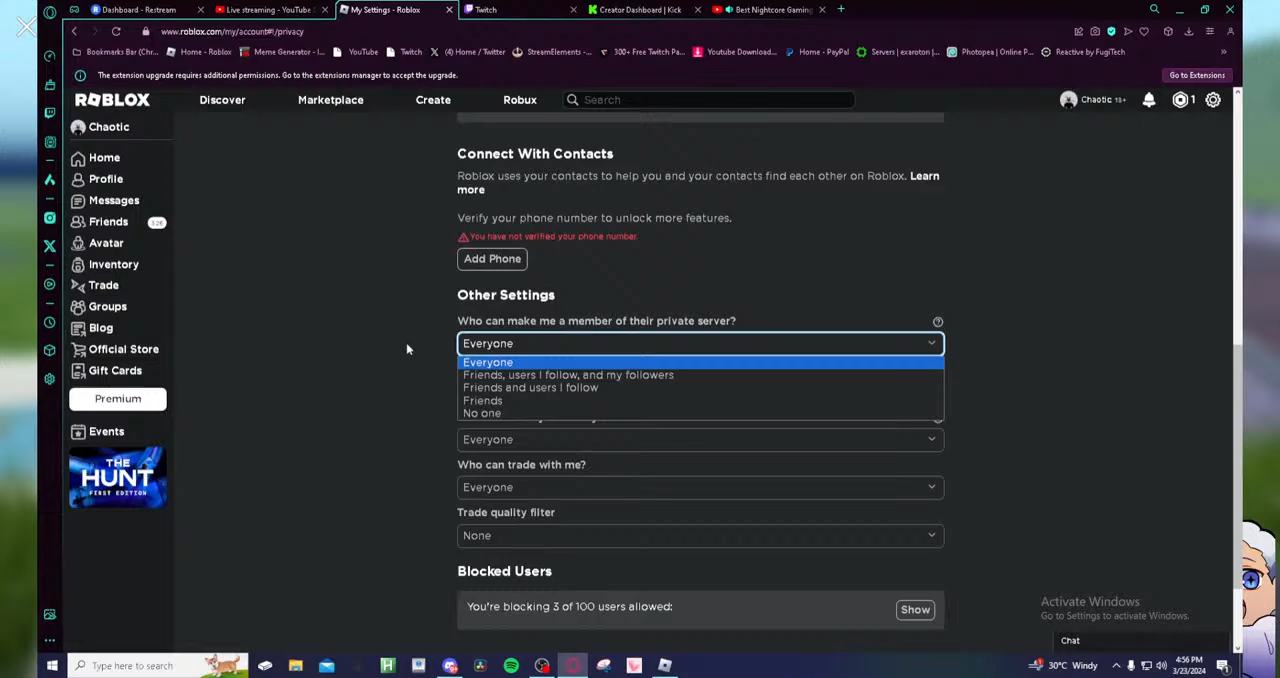 Dashboard - Restream
Live streaming - YouTube S
My Settings - Roblox
Twitch
Creator Dashboard | Kick
Best Nightcore Gaming
www.roblox.com/my/account#!/privacy
Bookmarks Bar (Chr...
Home - Roblox
Meme Generator - I...
YouTube
Twitch
(4) Home / Twitter
StreamElements -...
300+ Free Twitch Pa...
Youtube Download...
Home - PayPal
Servers | exaroton |...
Photopea | Online P...
Reactive by FugiTech
The extension upgrade requires additional permissions. Go to the extensions manager to accept the upgrade.
Go to Extensions
ROBLOX
Discover
Marketplace
Create
Robux
Search
Chaotic 13+
1
Chaotic
Home
Profile
Messages
Friends
326
Avatar
Inventory
Trade
Groups
Blog
Official Store
Gift Cards
Premium
Events
THE
HUNT
FIRST EDITION
Connect With Contacts
Roblox uses your contacts to help you and your contacts find each other on Roblox. Learn
more
Verify your phone number to unlock more features.
You have not verified your phone number.
Add Phone
Other Settings
Who can make me a member of their private server?
Everyone
Everyone
Friends, users I follow, and my followers
Friends and users I follow
Friends
No one
Everyone
Who can trade with me?
Everyone
Trade quality filter
None
Blocked Users
You're blocking 3 of 100 users allowed:
Show
Activate Windows
Go to Settings to activate Windows.
Chat
Type here to search
30°C Windy
4:56 PM
3/23/2024